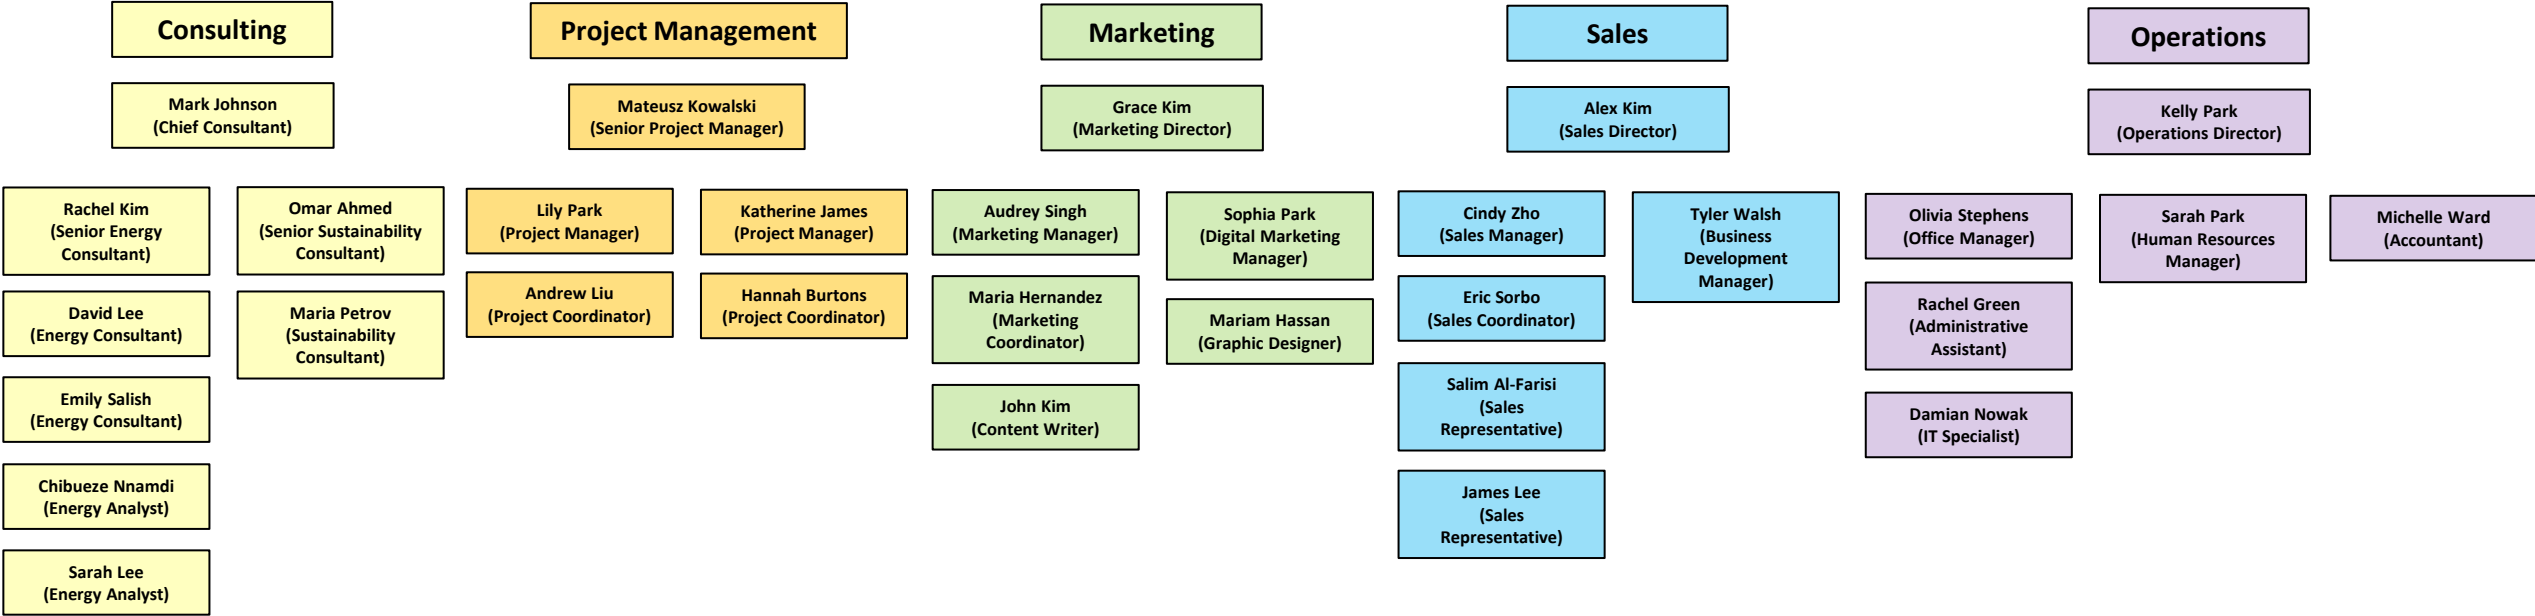 Consulting
Project Management
Marketing
Sales
Operations
Mark Johnson
(Chief Consultant)
Mateusz Kowalski
(Senior Project Manager)
Grace Kim
(Marketing Director)
Alex Kim
(Sales Director)
Kelly Park
(Operations Director)
Rachel Kim
(Senior Energy
Consultant)
Omar Ahmed
(Senior Sustainability
Consultant)
Lily Park
(Project Manager)
Katherine James
(Project Manager)
Audrey Singh
(Marketing Manager)
Sophia Park
(Digital Marketing
Manager)
Cindy Zho
(Sales Manager)
Tyler Walsh
(Business
Development
Manager)
Olivia Stephens
(Office Manager)
Sarah Park
(Human Resources
Manager)
Michelle Ward
(Accountant)
David Lee
(Energy Consultant)
Maria Petrov
(Sustainability
Consultant)
Andrew Liu
(Project Coordinator)
Hannah Burtons
(Project Coordinator)
Maria Hernandez
(Marketing
Coordinator)
Mariam Hassan
(Graphic Designer)
Eric Sorbo
(Sales Coordinator)
Rachel Green
(Administrative
Assistant)
Emily Salish
(Energy Consultant)
John Kim
(Content Writer)
Salim Al-Farisi
(Sales
Representative)
Damian Nowak
(IT Specialist)
Chibueze Nnamdi
(Energy Analyst)
James Lee
(Sales
Representative)
Sarah Lee
(Energy Analyst)